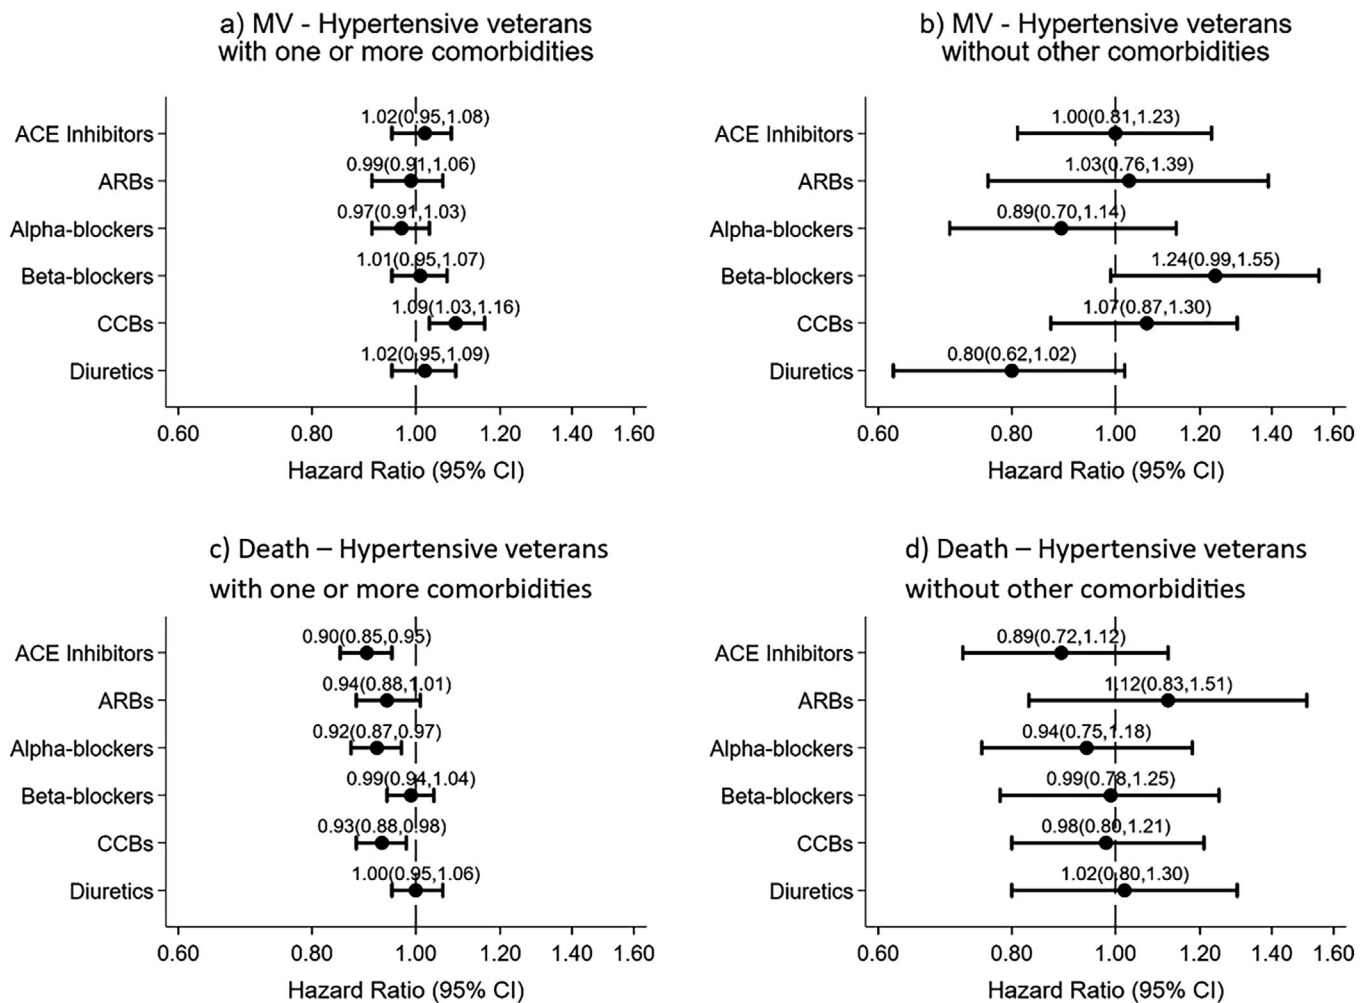 a) MV - Hypertensive veterans
with one or more comorbidities
ACE Inhibitors
1.02(0.95,1.08)
ARBs
0.99(0.91,1.06)
Alpha-blockers
0.97(0.91,1.03)
Beta-blockers
1.01(0.95,1.07)
CCBs
1.09(1.03,1.16)
Diuretics
1.02(0.95,1.09)
0.60 0.80 1.00 1.20 1.40 1.60
Hazard Ratio (95% CI)
b) MV - Hypertensive veterans
without other comorbidities
ACE Inhibitors
1.00(0.81,1.23)
ARBs
1.03(0.76,1.39)
Alpha-blockers
0.89(0.70,1.14)
Beta-blockers
1.24(0.99,1.55)
CCBs
1.07(0.87,1.30)
Diuretics
0.80(0.62,1.02)
0.60 0.80 1.00 1.20 1.40 1.60
Hazard Ratio (95% CI)
c) Death – Hypertensive veterans
with one or more comorbidities
ACE Inhibitors
0.90(0.85,0.95)
ARBs
0.94(0.88,1.01)
Alpha-blockers
0.92(0.87,0.97)
Beta-blockers
0.99(0.94,1.04)
CCBs
0.93(0.88,0.98)
Diuretics
1.00(0.95,1.06)
0.60 0.80 1.00 1.20 1.40 1.60
Hazard Ratio (95% CI)
d) Death – Hypertensive veterans
without other comorbidities
ACE Inhibitors
0.89(0.72,1.12)
ARBs
1.12(0.83,1.51)
Alpha-blockers
0.94(0.75,1.18)
Beta-blockers
0.99(0.78,1.25)
CCBs
0.98(0.80,1.21)
Diuretics
1.02(0.80,1.30)
0.60 0.80 1.00 1.20 1.40 1.60
Hazard Ratio (95% CI)